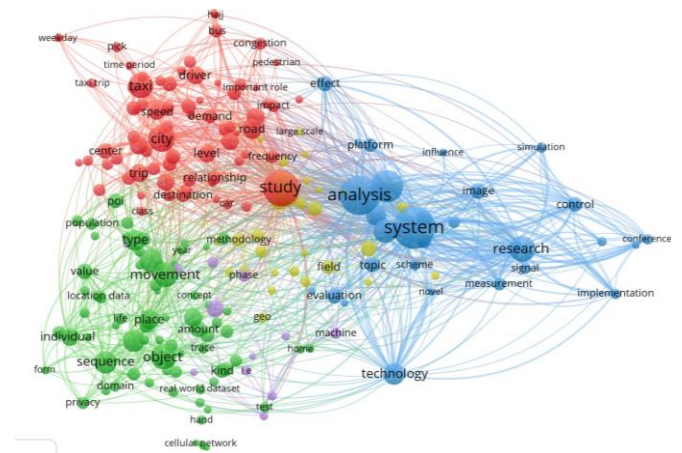 hajj
bus
weekday
pick
congestion
time period
pedestrian
taxi trip
taxi
driver
important role
effect
speed
demand
impact
city
road
large scale
platform
center
level
frequency
influence
simulation
trip
relationship
study
analysis
image
destination
car
control
poi
class
population
type
year
methodology
system
conference
value
movement
phase
field
topic
scheme
research
signal
location data
concept
evaluation
novel
measurement
implementation
life
place
geo
individual
amount
machine
trace
home
sequence
object
form
kind
i.e
technology
domain
real world dataset
privacy
test
hand
cellular network